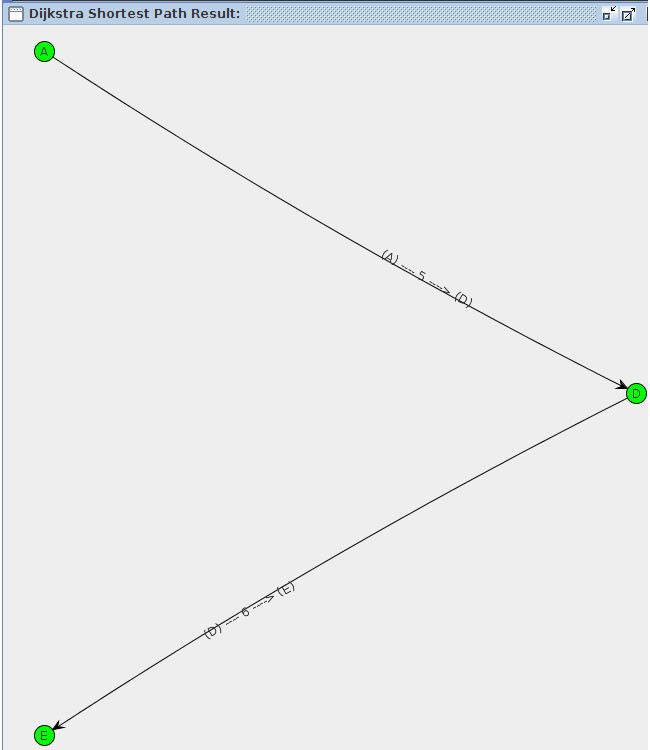 Dijkstra Shortest Path Result:
A
(A) --- 5 ---> (D)
D
(D) --- 6 ---> (E)
E